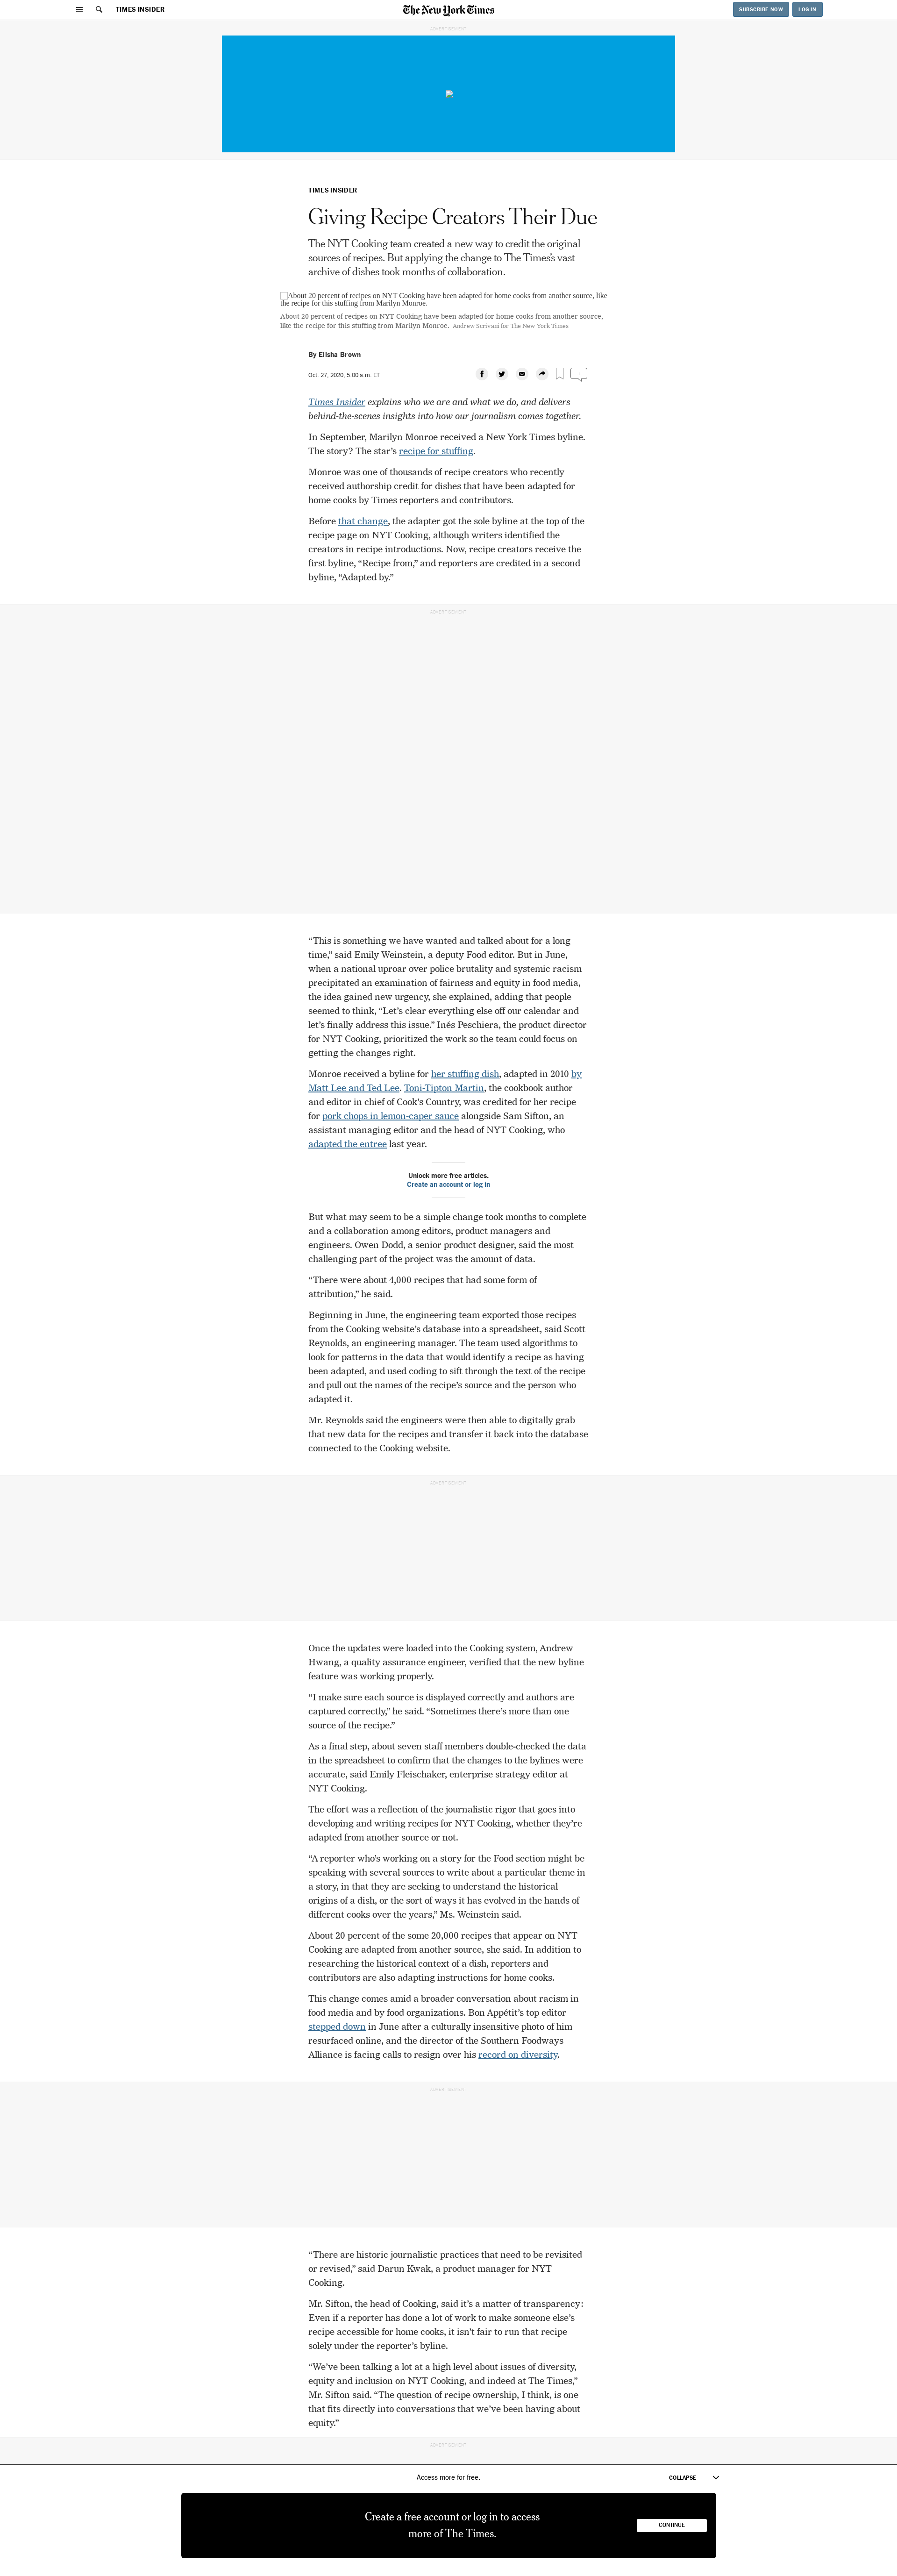 TIMES INSIDER
The New York Times
SUBSCRIBE NOW
LOG IN
ADVERTISEMENT
TIMES INSIDER
Giving Recipe Creators Their Due
The NYT Cooking team created a new way to credit the original
sources of recipes. But applying the change to The Times’s vast
archive of dishes took months of collaboration.
About 20 percent of recipes on NYT Cooking have been adapted for home cooks from another source, like
the recipe for this stuffing from Marilyn Monroe.
About 20 percent of recipes on NYT Cooking have been adapted for home cooks from another source,
like the recipe for this stuffing from Marilyn Monroe. Andrew Scrivani for The New York Times
By Elisha Brown
Oct. 27, 2020, 5:00 a.m. ET
Times Insider explains who we are and what we do, and delivers
behind-the-scenes insights into how our journalism comes together.
In September, Marilyn Monroe received a New York Times byline.
The story? The star’s recipe for stuffing.
Monroe was one of thousands of recipe creators who recently
received authorship credit for dishes that have been adapted for
home cooks by Times reporters and contributors.
Before that change, the adapter got the sole byline at the top of the
recipe page on NYT Cooking, although writers identified the
creators in recipe introductions. Now, recipe creators receive the
first byline, “Recipe from,” and reporters are credited in a second
byline, “Adapted by.”
ADVERTISEMENT
“This is something we have wanted and talked about for a long
time,” said Emily Weinstein, a deputy Food editor. But in June,
when a national uproar over police brutality and systemic racism
precipitated an examination of fairness and equity in food media,
the idea gained new urgency, she explained, adding that people
seemed to think, “Let’s clear everything else off our calendar and
let’s finally address this issue.” Inés Peschiera, the product director
for NYT Cooking, prioritized the work so the team could focus on
getting the changes right.
Monroe received a byline for her stuffing dish, adapted in 2010 by
Matt Lee and Ted Lee. Toni-Tipton Martin, the cookbook author
and editor in chief of Cook’s Country, was credited for her recipe
for pork chops in lemon-caper sauce alongside Sam Sifton, an
assistant managing editor and the head of NYT Cooking, who
adapted the entree last year.
Unlock more free articles.
Create an account or log in
But what may seem to be a simple change took months to complete
and a collaboration among editors, product managers and
engineers. Owen Dodd, a senior product designer, said the most
challenging part of the project was the amount of data.
“There were about 4,000 recipes that had some form of
attribution,” he said.
Beginning in June, the engineering team exported those recipes
from the Cooking website’s database into a spreadsheet, said Scott
Reynolds, an engineering manager. The team used algorithms to
look for patterns in the data that would identify a recipe as having
been adapted, and used coding to sift through the text of the recipe
and pull out the names of the recipe’s source and the person who
adapted it.
Mr. Reynolds said the engineers were then able to digitally grab
that new data for the recipes and transfer it back into the database
connected to the Cooking website.
ADVERTISEMENT
Once the updates were loaded into the Cooking system, Andrew
Hwang, a quality assurance engineer, verified that the new byline
feature was working properly.
“I make sure each source is displayed correctly and authors are
captured correctly,” he said. “Sometimes there’s more than one
source of the recipe.”
As a final step, about seven staff members double-checked the data
in the spreadsheet to confirm that the changes to the bylines were
accurate, said Emily Fleischaker, enterprise strategy editor at
NYT Cooking.
The effort was a reflection of the journalistic rigor that goes into
developing and writing recipes for NYT Cooking, whether they’re
adapted from another source or not.
“A reporter who’s working on a story for the Food section might be
speaking with several sources to write about a particular theme in
a story, in that they are seeking to understand the historical
origins of a dish, or the sort of ways it has evolved in the hands of
different cooks over the years,” Ms. Weinstein said.
About 20 percent of the some 20,000 recipes that appear on NYT
Cooking are adapted from another source, she said. In addition to
researching the historical context of a dish, reporters and
contributors are also adapting instructions for home cooks.
This change comes amid a broader conversation about racism in
food media and by food organizations. Bon Appétit’s top editor
stepped down in June after a culturally insensitive photo of him
resurfaced online, and the director of the Southern Foodways
Alliance is facing calls to resign over his record on diversity.
ADVERTISEMENT
“There are historic journalistic practices that need to be revisited
or revised,” said Darun Kwak, a product manager for NYT
Cooking.
Mr. Sifton, the head of Cooking, said it’s a matter of transparency:
Even if a reporter has done a lot of work to make someone else’s
recipe accessible for home cooks, it isn’t fair to run that recipe
solely under the reporter’s byline.
“We’ve been talking a lot at a high level about issues of diversity,
equity and inclusion on NYT Cooking, and indeed at The Times,”
Mr. Sifton said. “The question of recipe ownership, I think, is one
that fits directly into conversations that we’ve been having about
equity.”
ADVERTISEMENT
Access more for free.
COLLAPSE
Create a free account or log in to access
more of The Times.
CONTINUE